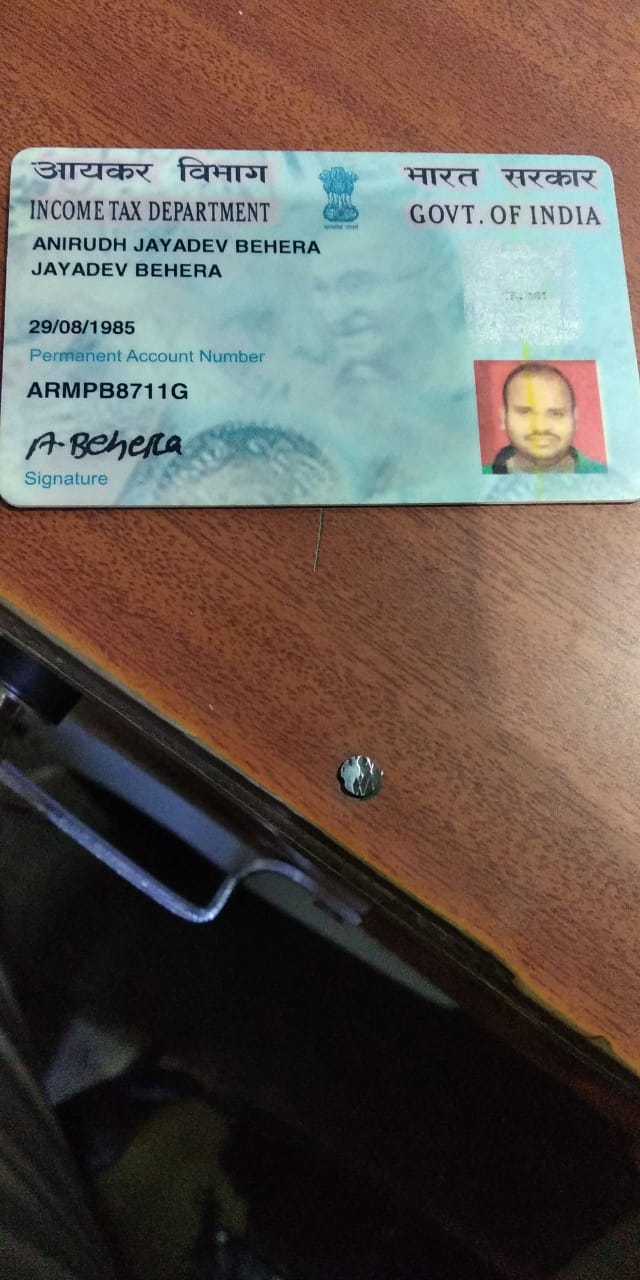 आयकर विभाग
भारत सरकार
INCOME TAX DEPARTMENT
GOVT. OF INDIA
ANIRUDH JAYADEV BEHERA
JAYADEV BEHERA
29/08/1985
Permanent Account Number
ARMPB8711G
A. Behera
Signature